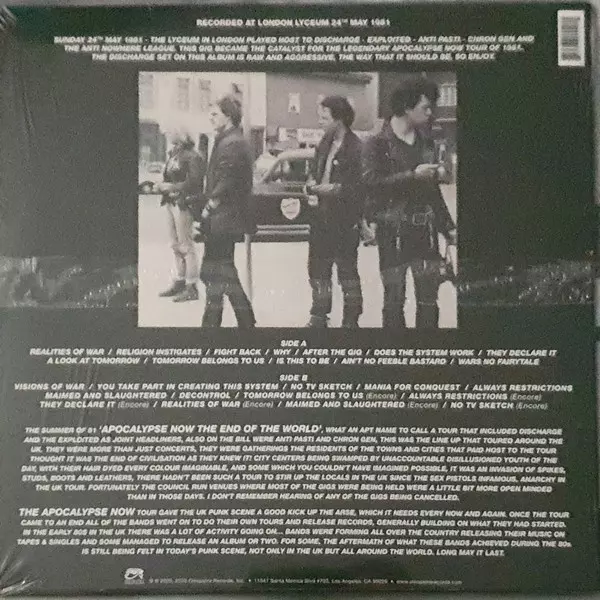 RECORDED AT LONDON LYCEUM 24TH MAY 1981
SUNDAY 24TH MAY 1981 - THE LYCEUM IN LONDON PLAYED HOST TO DISCHARGE - EXPLOITED - ANTI PASTI - CHRON GEN AND
THE ANTI NOWHERE LEAGUE. THIS GIG BECAME THE CATALYST FOR THE LEGENDARY APOCALYPSE NOW TOUR OF 1981.
THE DISCHARGE SET ON THIS ALBUM IS RAW AND AGGRESSIVE, THE WAY THAT IT SHOULD BE, SO ENJOY.
SIDE A
REALITIES OF WAR / RELIGION INSTIGATES / FIGHT BACK / WHY / AFTER THE GIG / DOES THE SYSTEM WORK / THEY DECLARE IT
A LOOK AT TOMORROW / TOMORROW BELONGS TO US / IS THIS TO BE / AIN'T NO FEEBLE BASTARD / WARS NO FAIRYTALE
SIDE B
VISIONS OF WAR / YOU TAKE PART IN CREATING THIS SYSTEM / NO TV SKETCH / MANIA FOR CONQUEST / ALWAYS RESTRICTIONS
MAIMED AND SLAUGHTERED / DECONTROL / TOMORROW BELONGS TO US (Encore) / ALWAYS RESTRICTIONS (Encore)
THEY DECLARE IT (Encore) / REALITIES OF WAR (Encore) / MAIMED AND SLAUGHTERED (Encore) / NO TV SKETCH (Encore)
THE SUMMER OF 81 'APOCALYPSE NOW THE END OF THE WORLD', WHAT AN APT NAME TO CALL A TOUR THAT INCLUDED DISCHARGE
AND THE EXPLOITED AS JOINT HEADLINERS, ALSO ON THE BILL WERE ANTI PASTI AND CHRON GEN, THIS WAS THE LINE UP THAT TOURED AROUND THE
UK. THEY WERE MORE THAN JUST CONCERTS, THEY WERE GATHERINGS THE RESIDENTS OF THE TOWNS AND CITIES THAT PAID HOST TO THE TOUR
THOUGHT IT WAS THE END OF CIVILIZATION AS THEY KNEW IT! CITY CENTERS BEING SWAMPED BY UNACCOUNTABLE DISILLUSIONED YOUTH OF THE
DAY, WITH THEIR HAIR DYED EVERY COLOUR IMAGINABLE, AND SOME WHICH YOU COULDN'T HAVE IMAGINED POSSIBLE, IT WAS AN INVASION OF SPIKES,
STUDS, BOOTS AND LEATHERS, THERE HADN'T BEEN SUCH A TOUR TO STIR UP THE LOCALS IN THE UK SINCE THE SEX PISTOLS INFAMOUS, ANARCHY IN
THE UK TOUR. FORTUNATELY THE COUNCIL RUN VENUES WHERE MOST OF THE GIGS WERE BEING HELD WERE A LITTLE BIT MORE OPEN MINDED
THAN IN THOSE DAYS. I DON'T REMEMBER HEARING OF ANY OF THE GIGS BEING CANCELLED.
THE APOCALYPSE NOW TOUR GAVE THE UK PUNK SCENE A GOOD KICK UP THE ARSE, WHICH IT NEEDS EVERY NOW AND AGAIN. ONCE THE TOUR
CAME TO AN END ALL OF THE BANDS WENT ON TO DO THEIR OWN TOURS AND RELEASE RECORDS, GENERALLY BUILDING ON WHAT THEY HAD STARTED.
IN THE EARLY 80S IN THE UK THERE WAS A LOT OF ACTIVITY GOING ON... BANDS WERE FORMING ALL OVER THE COUNTRY RELEASING THEIR MUSIC ON
TAPES & SINGLES AND SOME MANAGED TO RELEASE AN ALBUM OR TWO. FOR SOME, THE AFTERMATH OF WHAT THESE BANDS ACHIEVED DURING THE 80s
IS STILL BEING FELT IN TODAY'S PUNK SCENE, NOT ONLY IN THE UK BUT ALL AROUND THE WORLD. LONG MAY IT LAST.
Cleopatra Records, Inc. • 11041 Santa Monica Blvd #703, Los Angeles, CA 90025 • www.cleopatrarecords.com